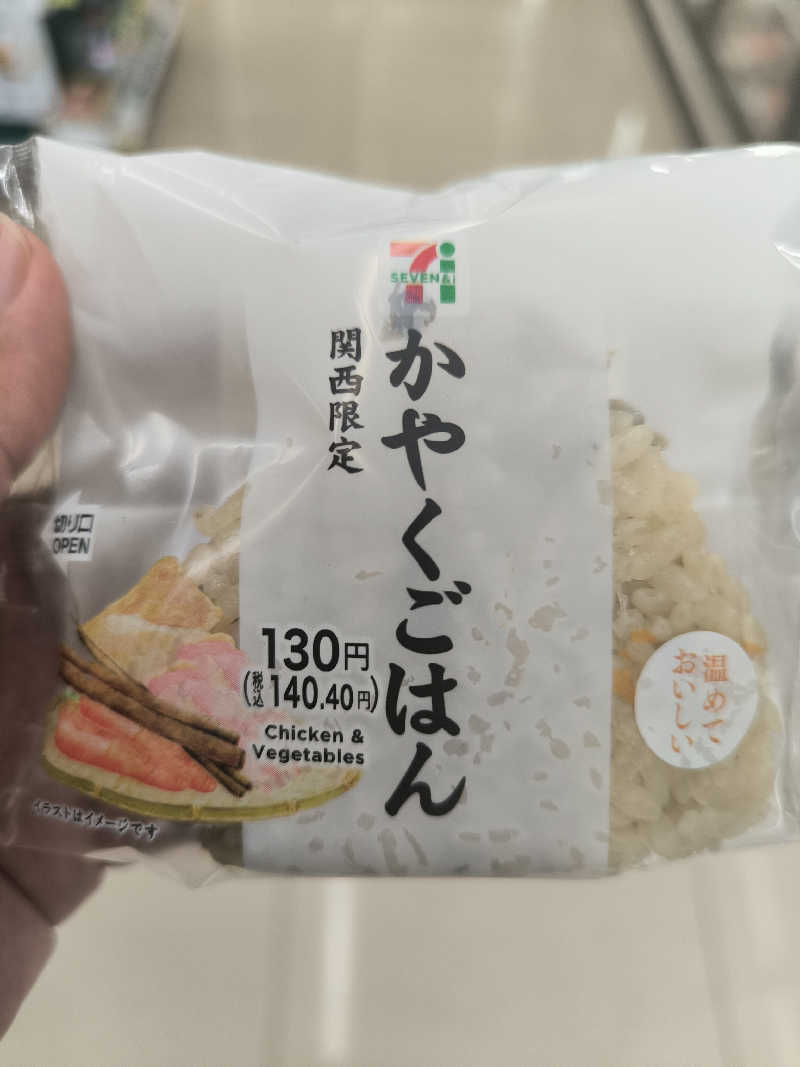 SEVEN&i
かやくごはん
関西限定
切り口
OPEN
130円
(税込140.40円)
Chicken &
Vegetables
温めて
おいしい
イラストはイメージです